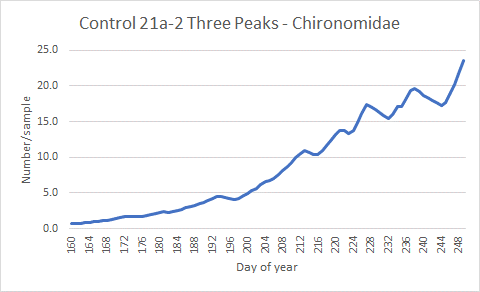 Control 21a-2 Three Peaks - Chironomidae
25.0
20.0
15.0
10.0
5.0
0.0
Number/sample
160 164 168 172 176 180 184 188 192 196 200 204 208 212 216 220 224 228 232 236 240 244 248
Day of year